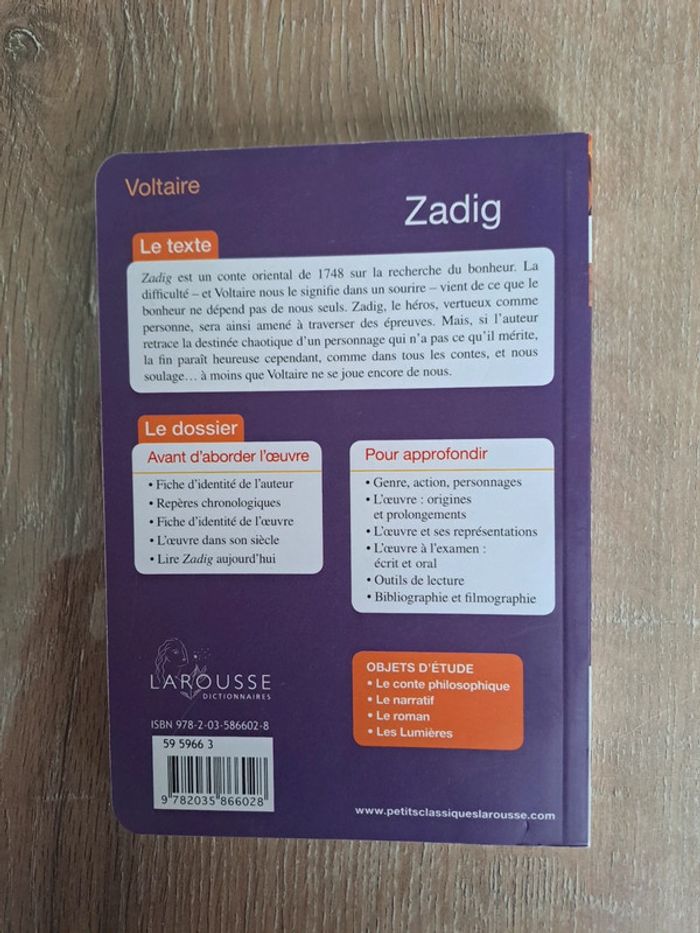 Voltaire
Zadig
Le texte
Zadig est un conte oriental de 1748 sur la recherche du bonheur. La
difficulté – et Voltaire nous le signifie dans un sourire – vient de ce que le
bonheur ne dépend pas de nous seuls. Zadig, le héros, vertueux comme
personne, sera ainsi amené à traverser des épreuves. Mais, si l’auteur
retrace la destinée chaotique d’un personnage qui n’a pas ce qu’il mérite,
la fin paraît heureuse cependant, comme dans tous les contes, et nous
soulage… à moins que Voltaire ne se joue encore de nous.
Le dossier
Avant d’aborder l’œuvre
• Fiche d’identité de l’auteur
• Repères chronologiques
• Fiche d’identité de l’œuvre
• L’œuvre dans son siècle
• Lire Zadig aujourd’hui
Pour approfondir
• Genre, action, personnages
• L’œuvre : origines
et prolongements
• L’œuvre et ses représentations
• L’œuvre à l’examen :
écrit et oral
• Outils de lecture
• Bibliographie et filmographie
LAROUSSE
DICTIONNAIRES
OBJETS D’ÉTUDE
• Le conte philosophique
• Le narratif
• Le roman
• Les Lumières
ISBN 978-2-03-586602-8
59 5966 3
9 782035 866028
www.petitsclassiqueslarousse.com